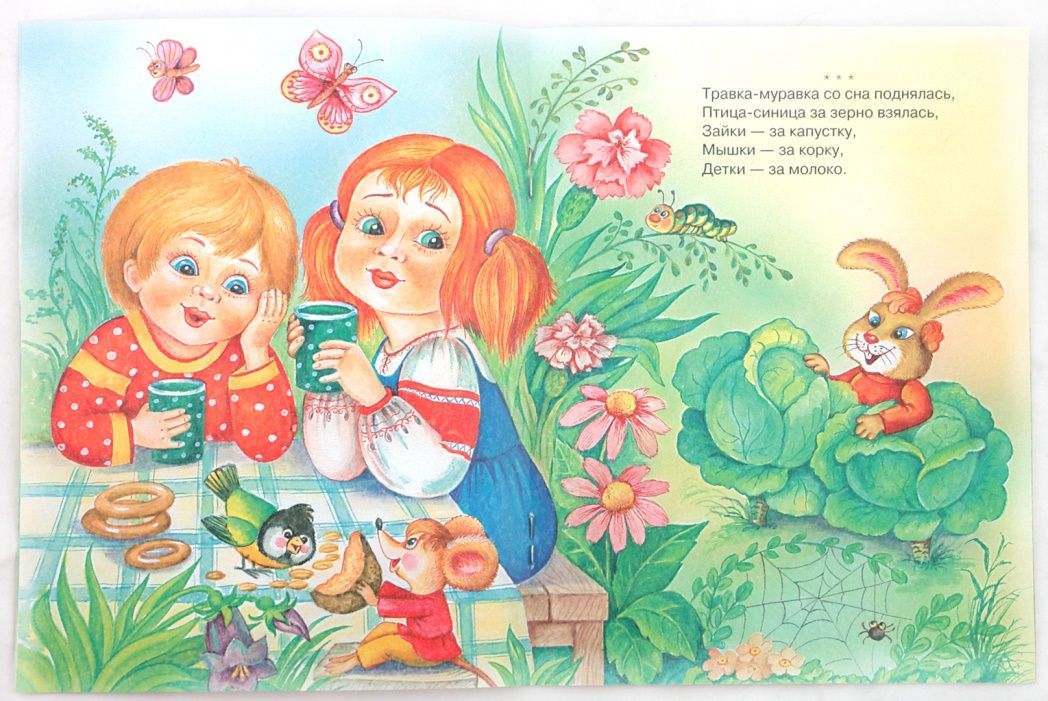 * * *
Травка-муравка со сна поднялась,
Птица-синица за зерно взялась,
Зайки — за капустку,
Мышки — за корку,
Детки — за молоко.